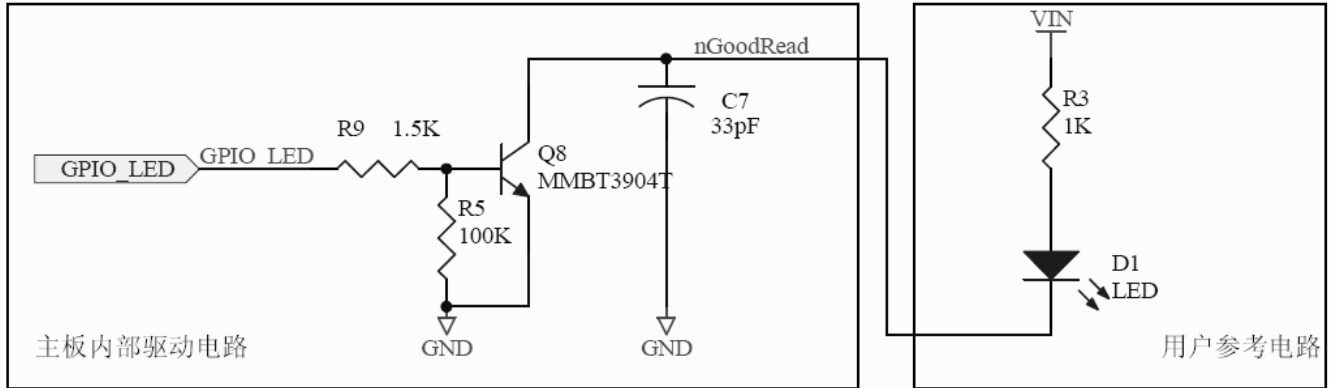 nGoodRead
VIN
R9 1.5K
C7
33pF
R3
1K
GPIO_LED
GPIO_LED
Q8
MMBT3904T
R5
100K
D1
LED
GND
GND
主板内部驱动电路
用户参考电路